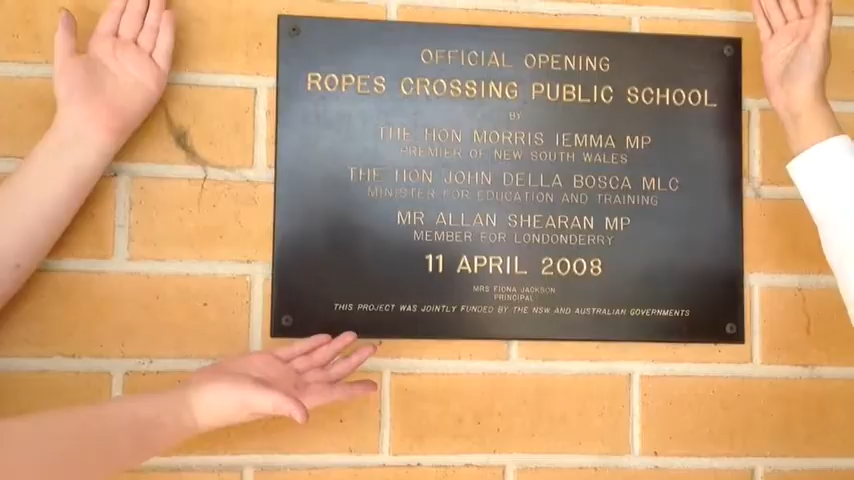 OFFICIAL OPENING
ROPES CROSSING PUBLIC SCHOOL
BY
THE HON MORRIS IEMMA MP
PREMIER OF NEW SOUTH WALES
THE HON JOHN DELLA BOSCA MLC
MINISTER FOR EDUCATION AND TRAINING
MR ALLAN SHEARAN MP
MEMBER FOR LONDONDERRY
11 APRIL 2008
MRS FIONA JACKSON
PRINCIPAL
THIS PROJECT WAS JOINTLY FUNDED BY THE NSW AND AUSTRALIAN GOVERNMENTS